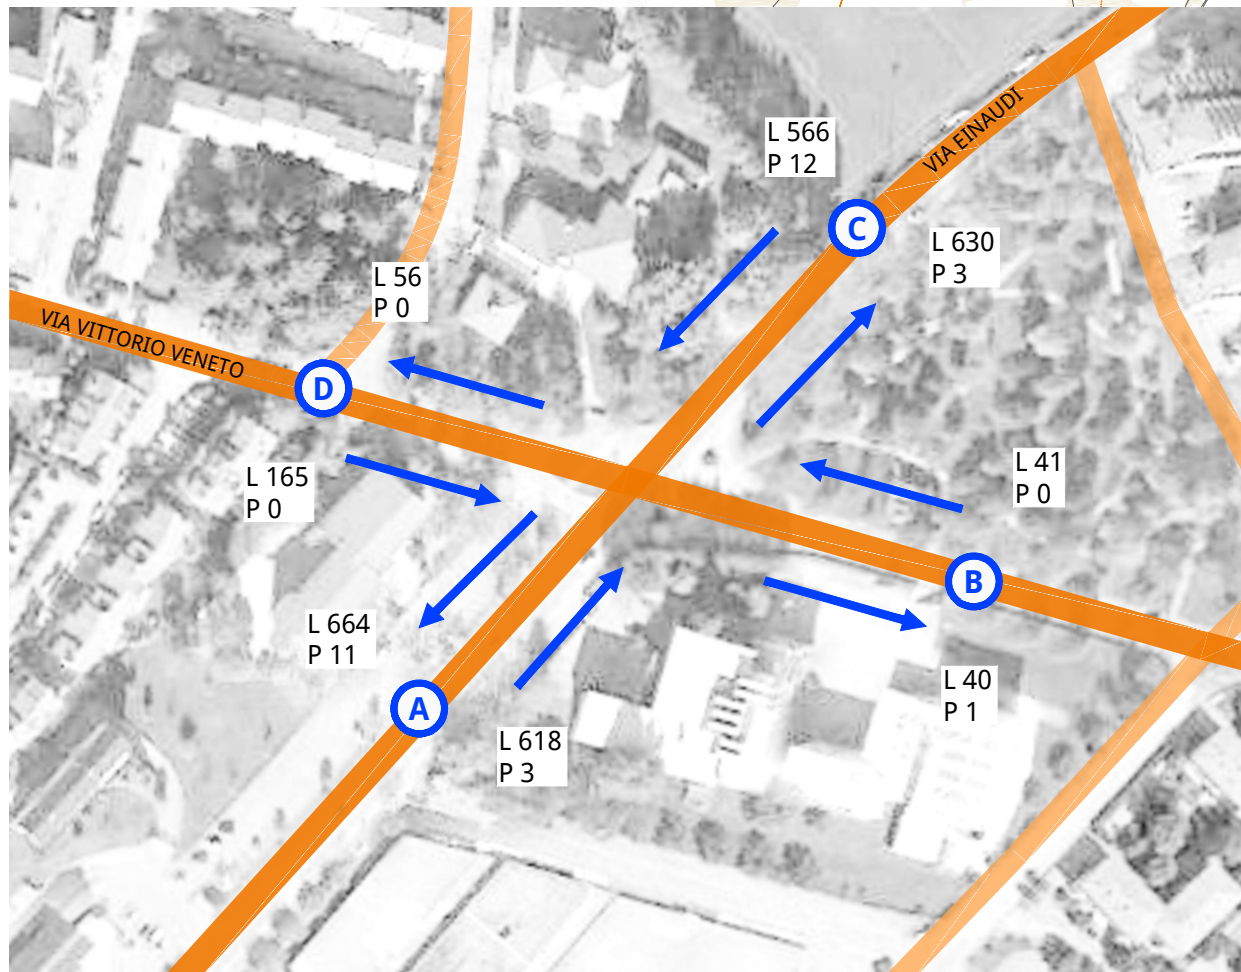 L 566
P 12
VIA EINAUDI
C
L 630
P 3
L 56
P 0
VIA VITTORIO VENETO
D
L 165
P 0
L 41
P 0
B
L 664
P 11
A
L 40
P 1
L 618
P 3